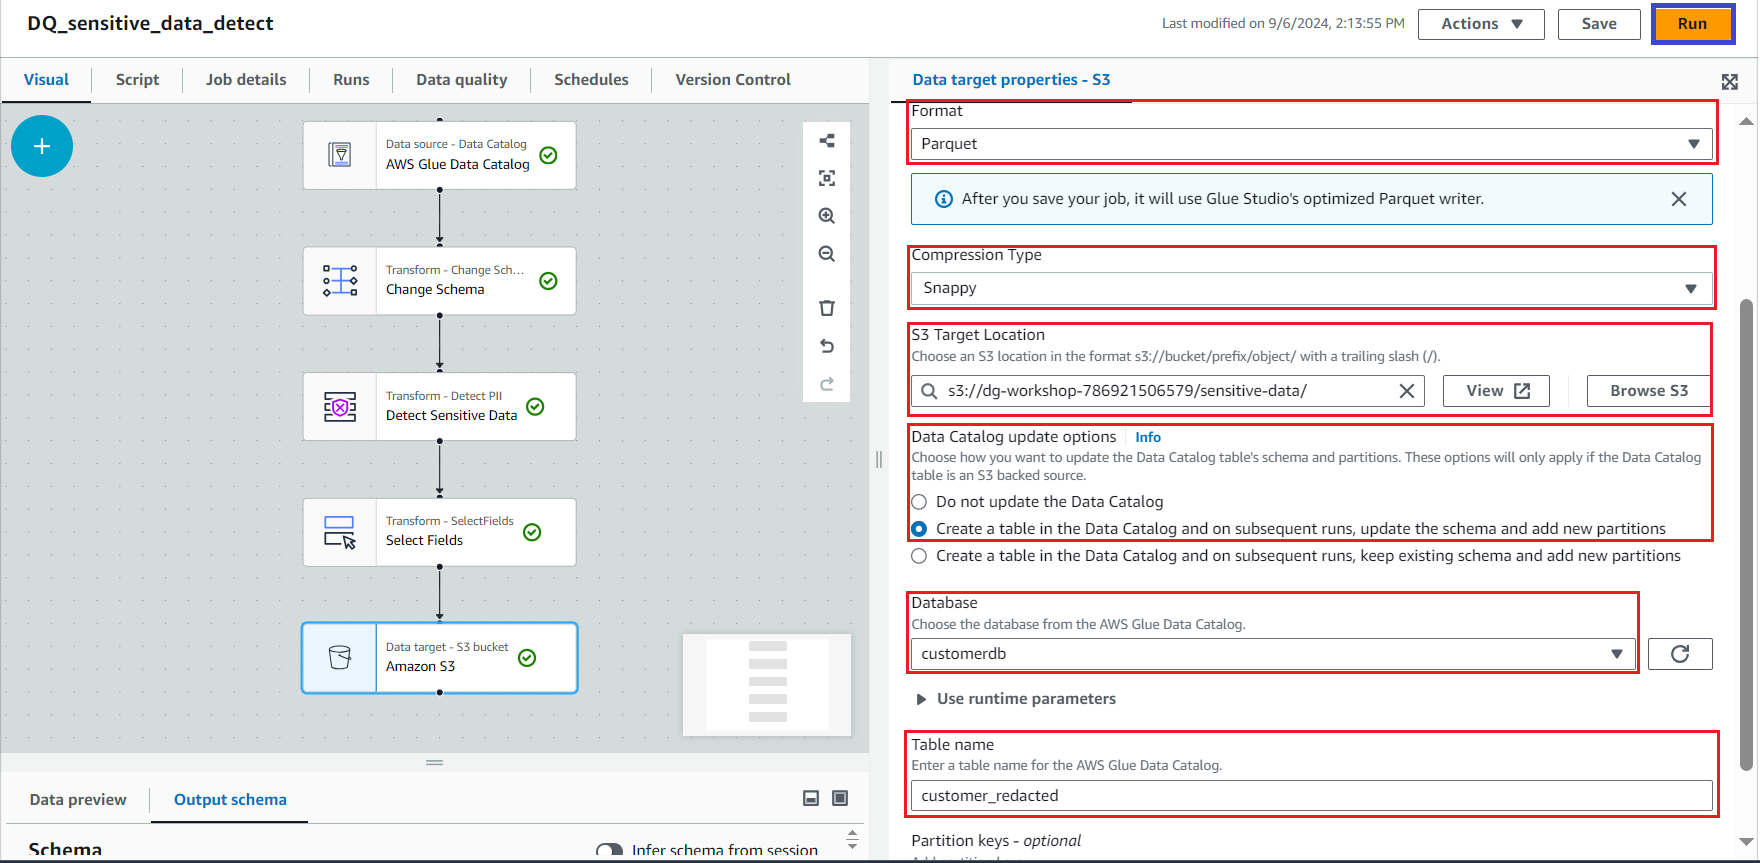 DQ_sensitive_data_detect
Last modified on 9/6/2024, 2:13:55 PM
Actions
Save
Run
Visual
Script
Job details
Runs
Data quality
Schedules
Version Control
Data source - Data Catalog
AWS Glue Data Catalog
Transform - Change Sch...
Change Schema
Transform - Detect PII
Detect Sensitive Data
Transform - SelectFields
Select Fields
Data target - S3 bucket
Amazon S3
Data preview
Output schema
Schema
Infer schema from session
Data target properties - S3
Format
Parquet
After you save your job, it will use Glue Studio's optimized Parquet writer.
Compression Type
Snappy
S3 Target Location
Choose an S3 location in the format s3://bucket/prefix/object/ with a trailing slash (/).
s3://dg-workshop-786921506579/sensitive-data/
View
Browse S3
Data Catalog update options
Info
Choose how you want to update the Data Catalog table's schema and partitions. These options will only apply if the Data Catalog
table is an S3 backed source.
Do not update the Data Catalog
Create a table in the Data Catalog and on subsequent runs, update the schema and add new partitions
Create a table in the Data Catalog and on subsequent runs, keep existing schema and add new partitions
Database
Choose the database from the AWS Glue Data Catalog.
customerdb
Use runtime parameters
Table name
Enter a table name for the AWS Glue Data Catalog.
customer_redacted
Partition keys - optional